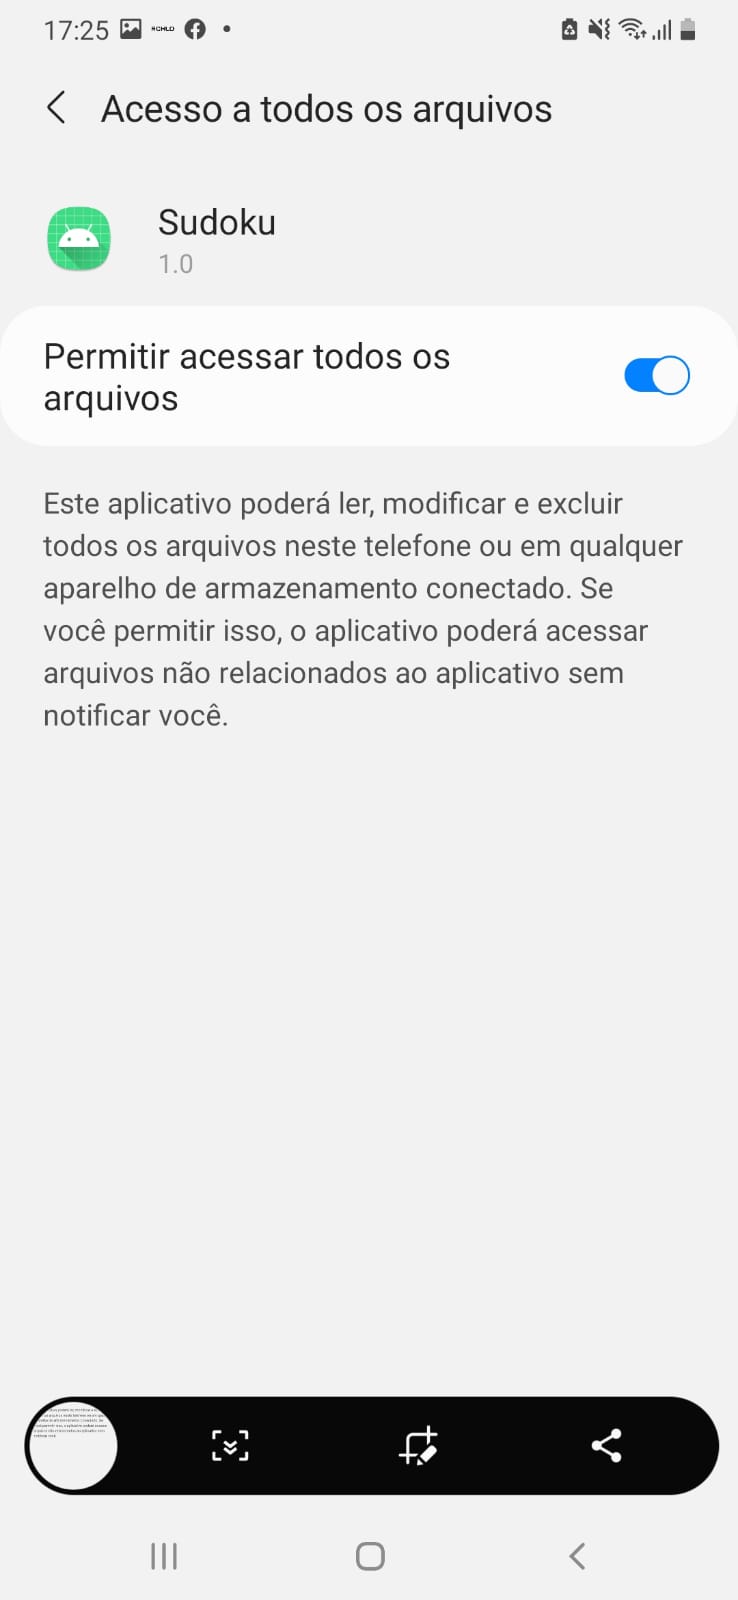 17:25
Acesso a todos os arquivos
Sudoku
1.0
Permitir acessar todos os
arquivos
Este aplicativo poderá ler, modificar e excluir
todos os arquivos neste telefone ou em qualquer
aparelho de armazenamento conectado. Se
você permitir isso, o aplicativo poderá acessar
arquivos não relacionados ao aplicativo sem
notificar você.